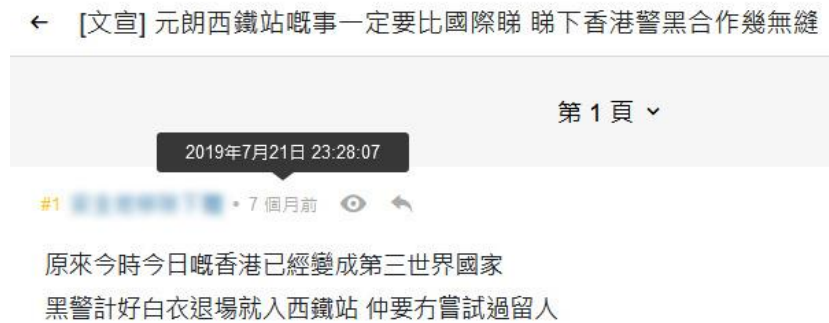 ← [文宣] 元朗西鐵站嘅事一定要比國際睇 睇下香港警黑合作幾無縫
第 1 頁
2019年7月21日 23:28:07
#1 • 7 個月前
原來今時今日嘅香港已經變成第三世界國家
黑警計好白衣退場就入西鐵站 仲要冇嘗試過留人